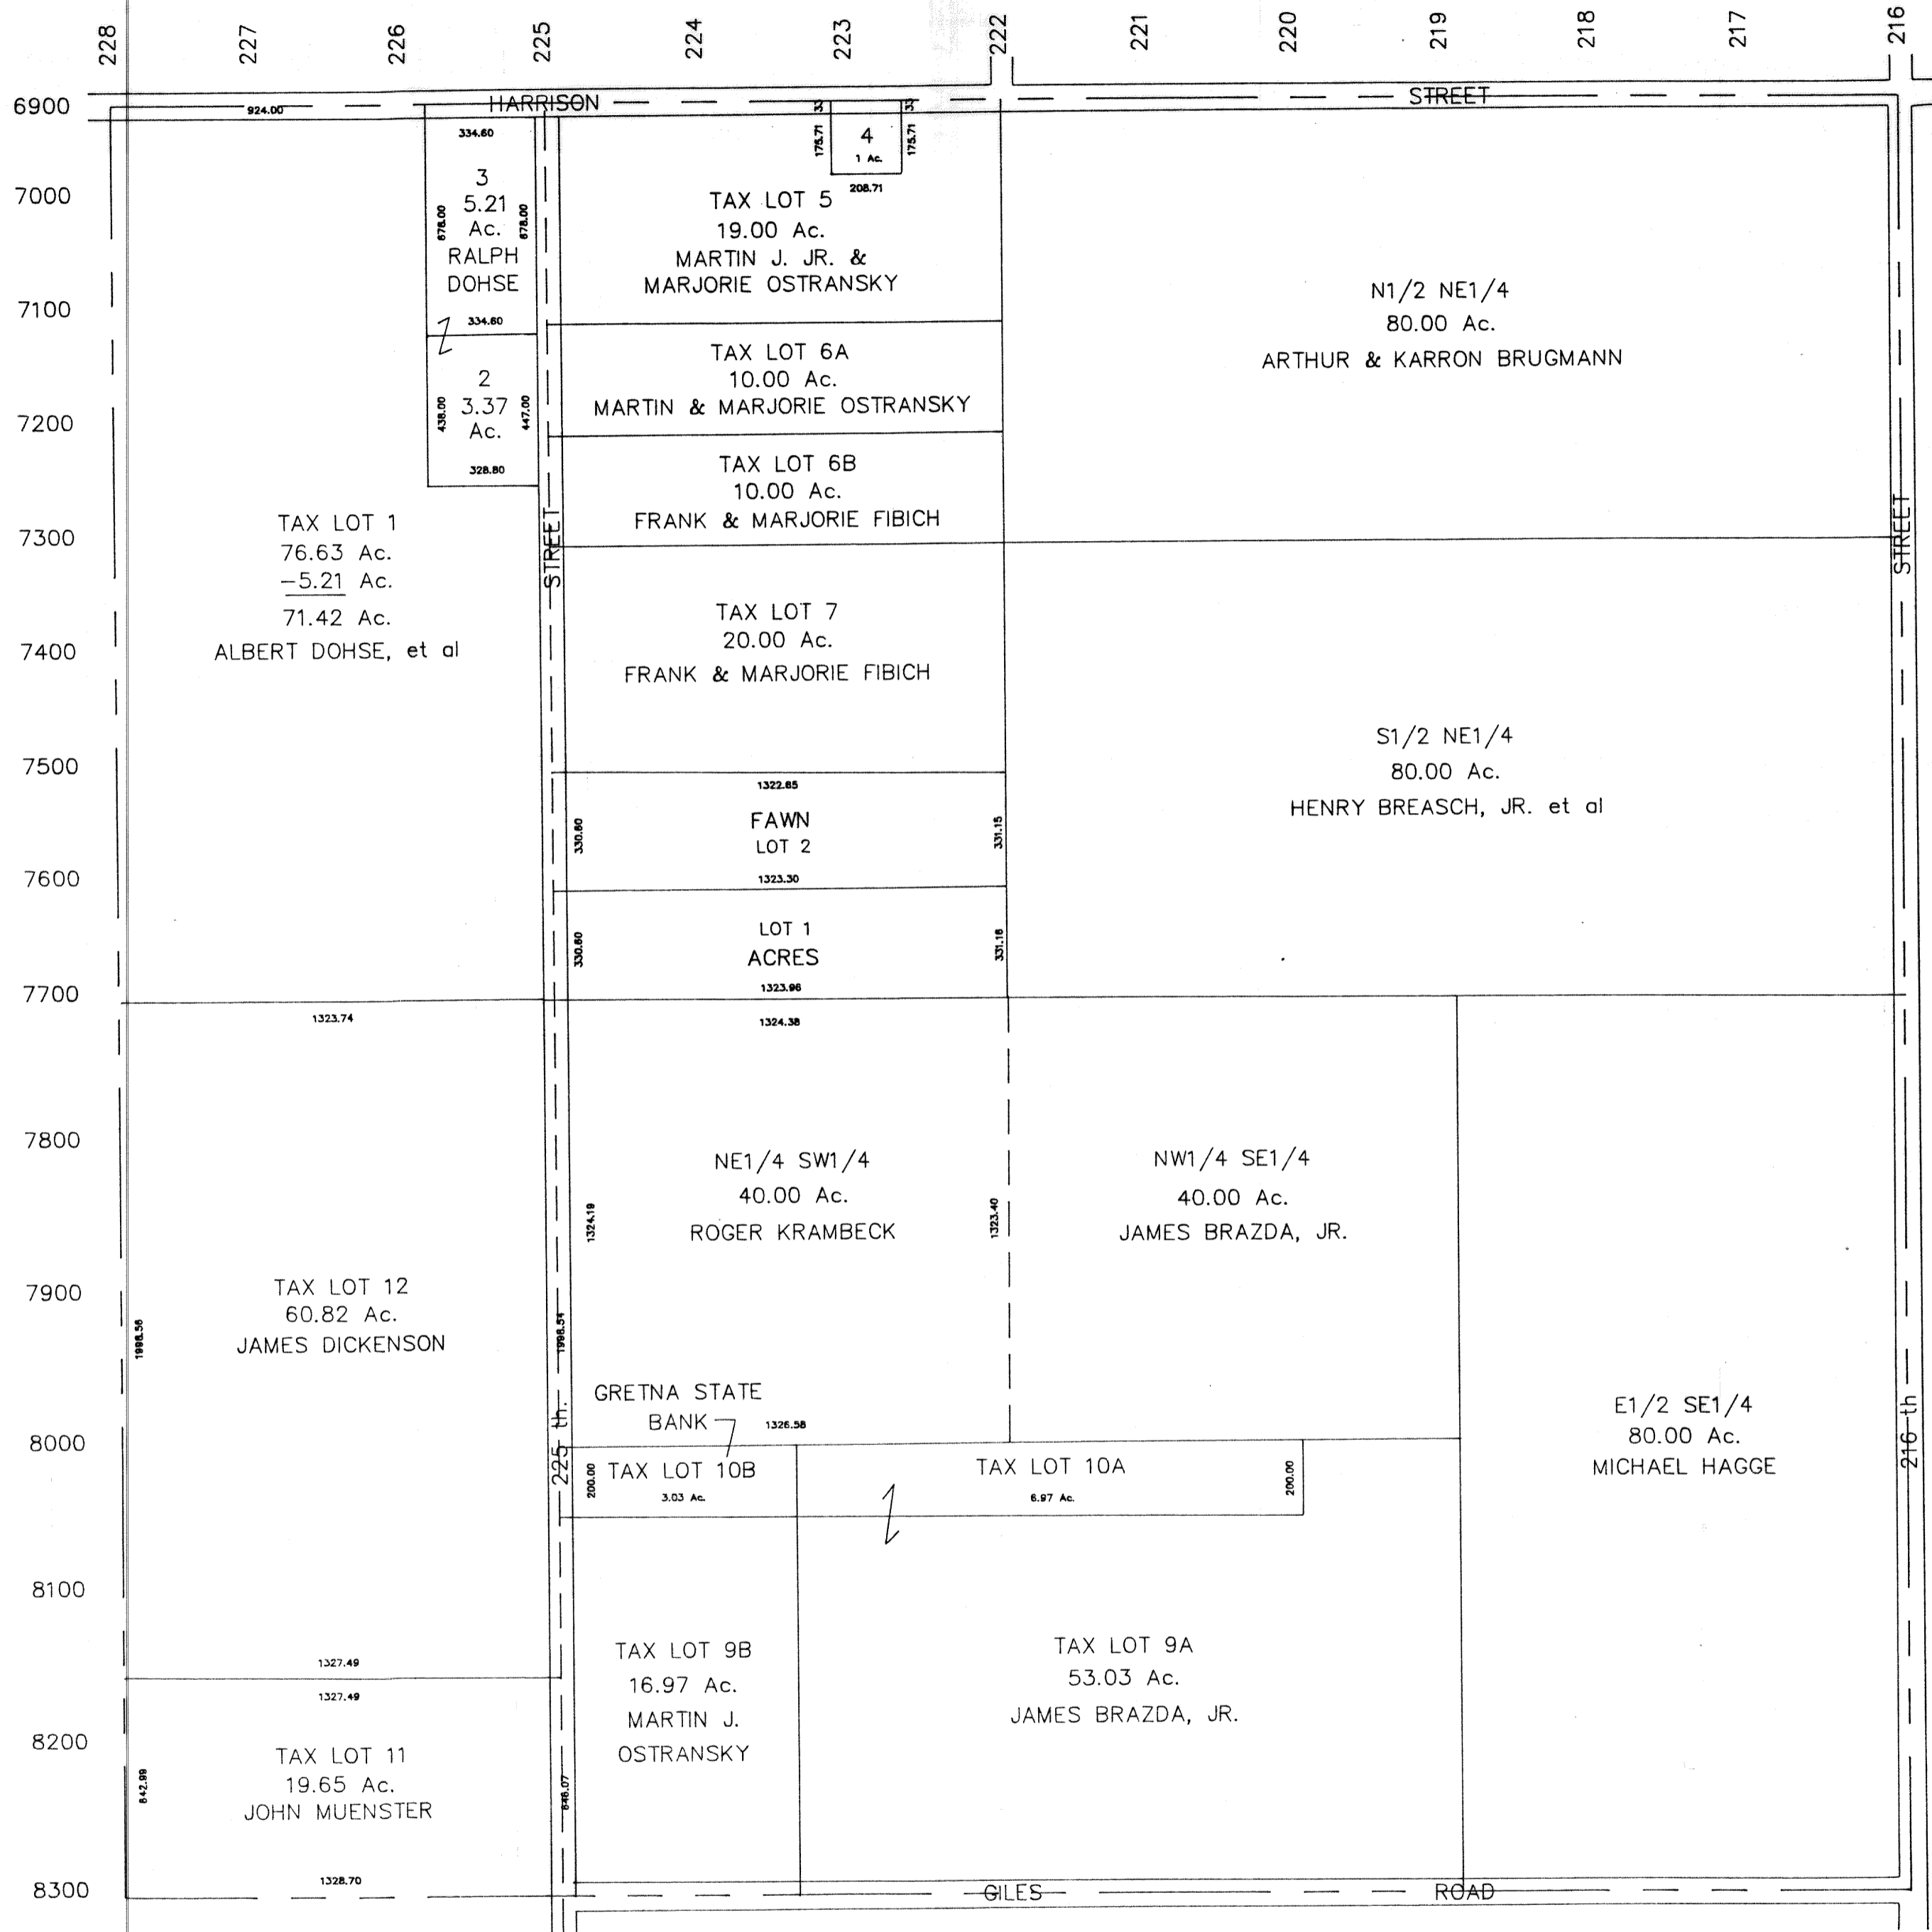 228
227
226
225
224
223
222
221
220
219
218
217
216
6900
7000
7100
7200
7300
7400
7500
7600
7700
7800
7900
8000
8100
8200
8300
HARRISON
STREET
924.00
334.60
3
5.21
Ac.
RALPH
DOHSE
678.00
678.00
334.60
2
3.37
Ac.
438.00
447.00
328.80
33
33
175.71
175.71
4
1 Ac.
208.71
TAX LOT 5
19.00 Ac.
MARTIN J. JR. &
MARJORIE OSTRANSKY
TAX LOT 6A
10.00 Ac.
MARTIN & MARJORIE OSTRANSKY
TAX LOT 6B
10.00 Ac.
FRANK & MARJORIE FIBICH
N1/2 NE1/4
80.00 Ac.
ARTHUR & KARRON BRUGMANN
STREET
STREET
TAX LOT 1
76.63 Ac.
-5.21 Ac.
71.42 Ac.
ALBERT DOHSE, et al
TAX LOT 7
20.00 Ac.
FRANK & MARJORIE FIBICH
S1/2 NE1/4
80.00 Ac.
HENRY BREASCH, JR. et al
1322.65
FAWN
LOT 2
330.60
331.15
1323.30
LOT 1
ACRES
330.60
331.16
1323.96
1323.74
1324.38
NE1/4 SW1/4
40.00 Ac.
ROGER KRAMBECK
1324.19
1323.40
NW1/4 SE1/4
40.00 Ac.
JAMES BRAZDA, JR.
TAX LOT 12
60.82 Ac.
JAMES DICKENSON
1998.56
1998.54
GRETNA STATE
BANK
1326.58
225 th.
200.00
TAX LOT 10B
3.03 Ac.
TAX LOT 10A
6.97 Ac.
200.00
E1/2 SE1/4
80.00 Ac.
MICHAEL HAGGE
216 th
1327.49
1327.49
TAX LOT 11
19.65 Ac.
JOHN MUENSTER
642.99
646.07
1328.70
TAX LOT 9B
16.97 Ac.
MARTIN J.
OSTRANSKY
TAX LOT 9A
53.03 Ac.
JAMES BRAZDA, JR.
GILES
ROAD